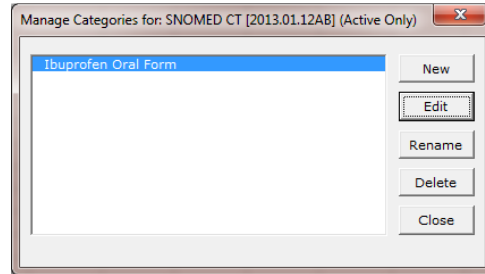 Manage Categories for: SNOMED CT [2013.01.12AB] (Active Only)
Ibuprofen Oral Form
New
Edit
Rename
Delete
Close